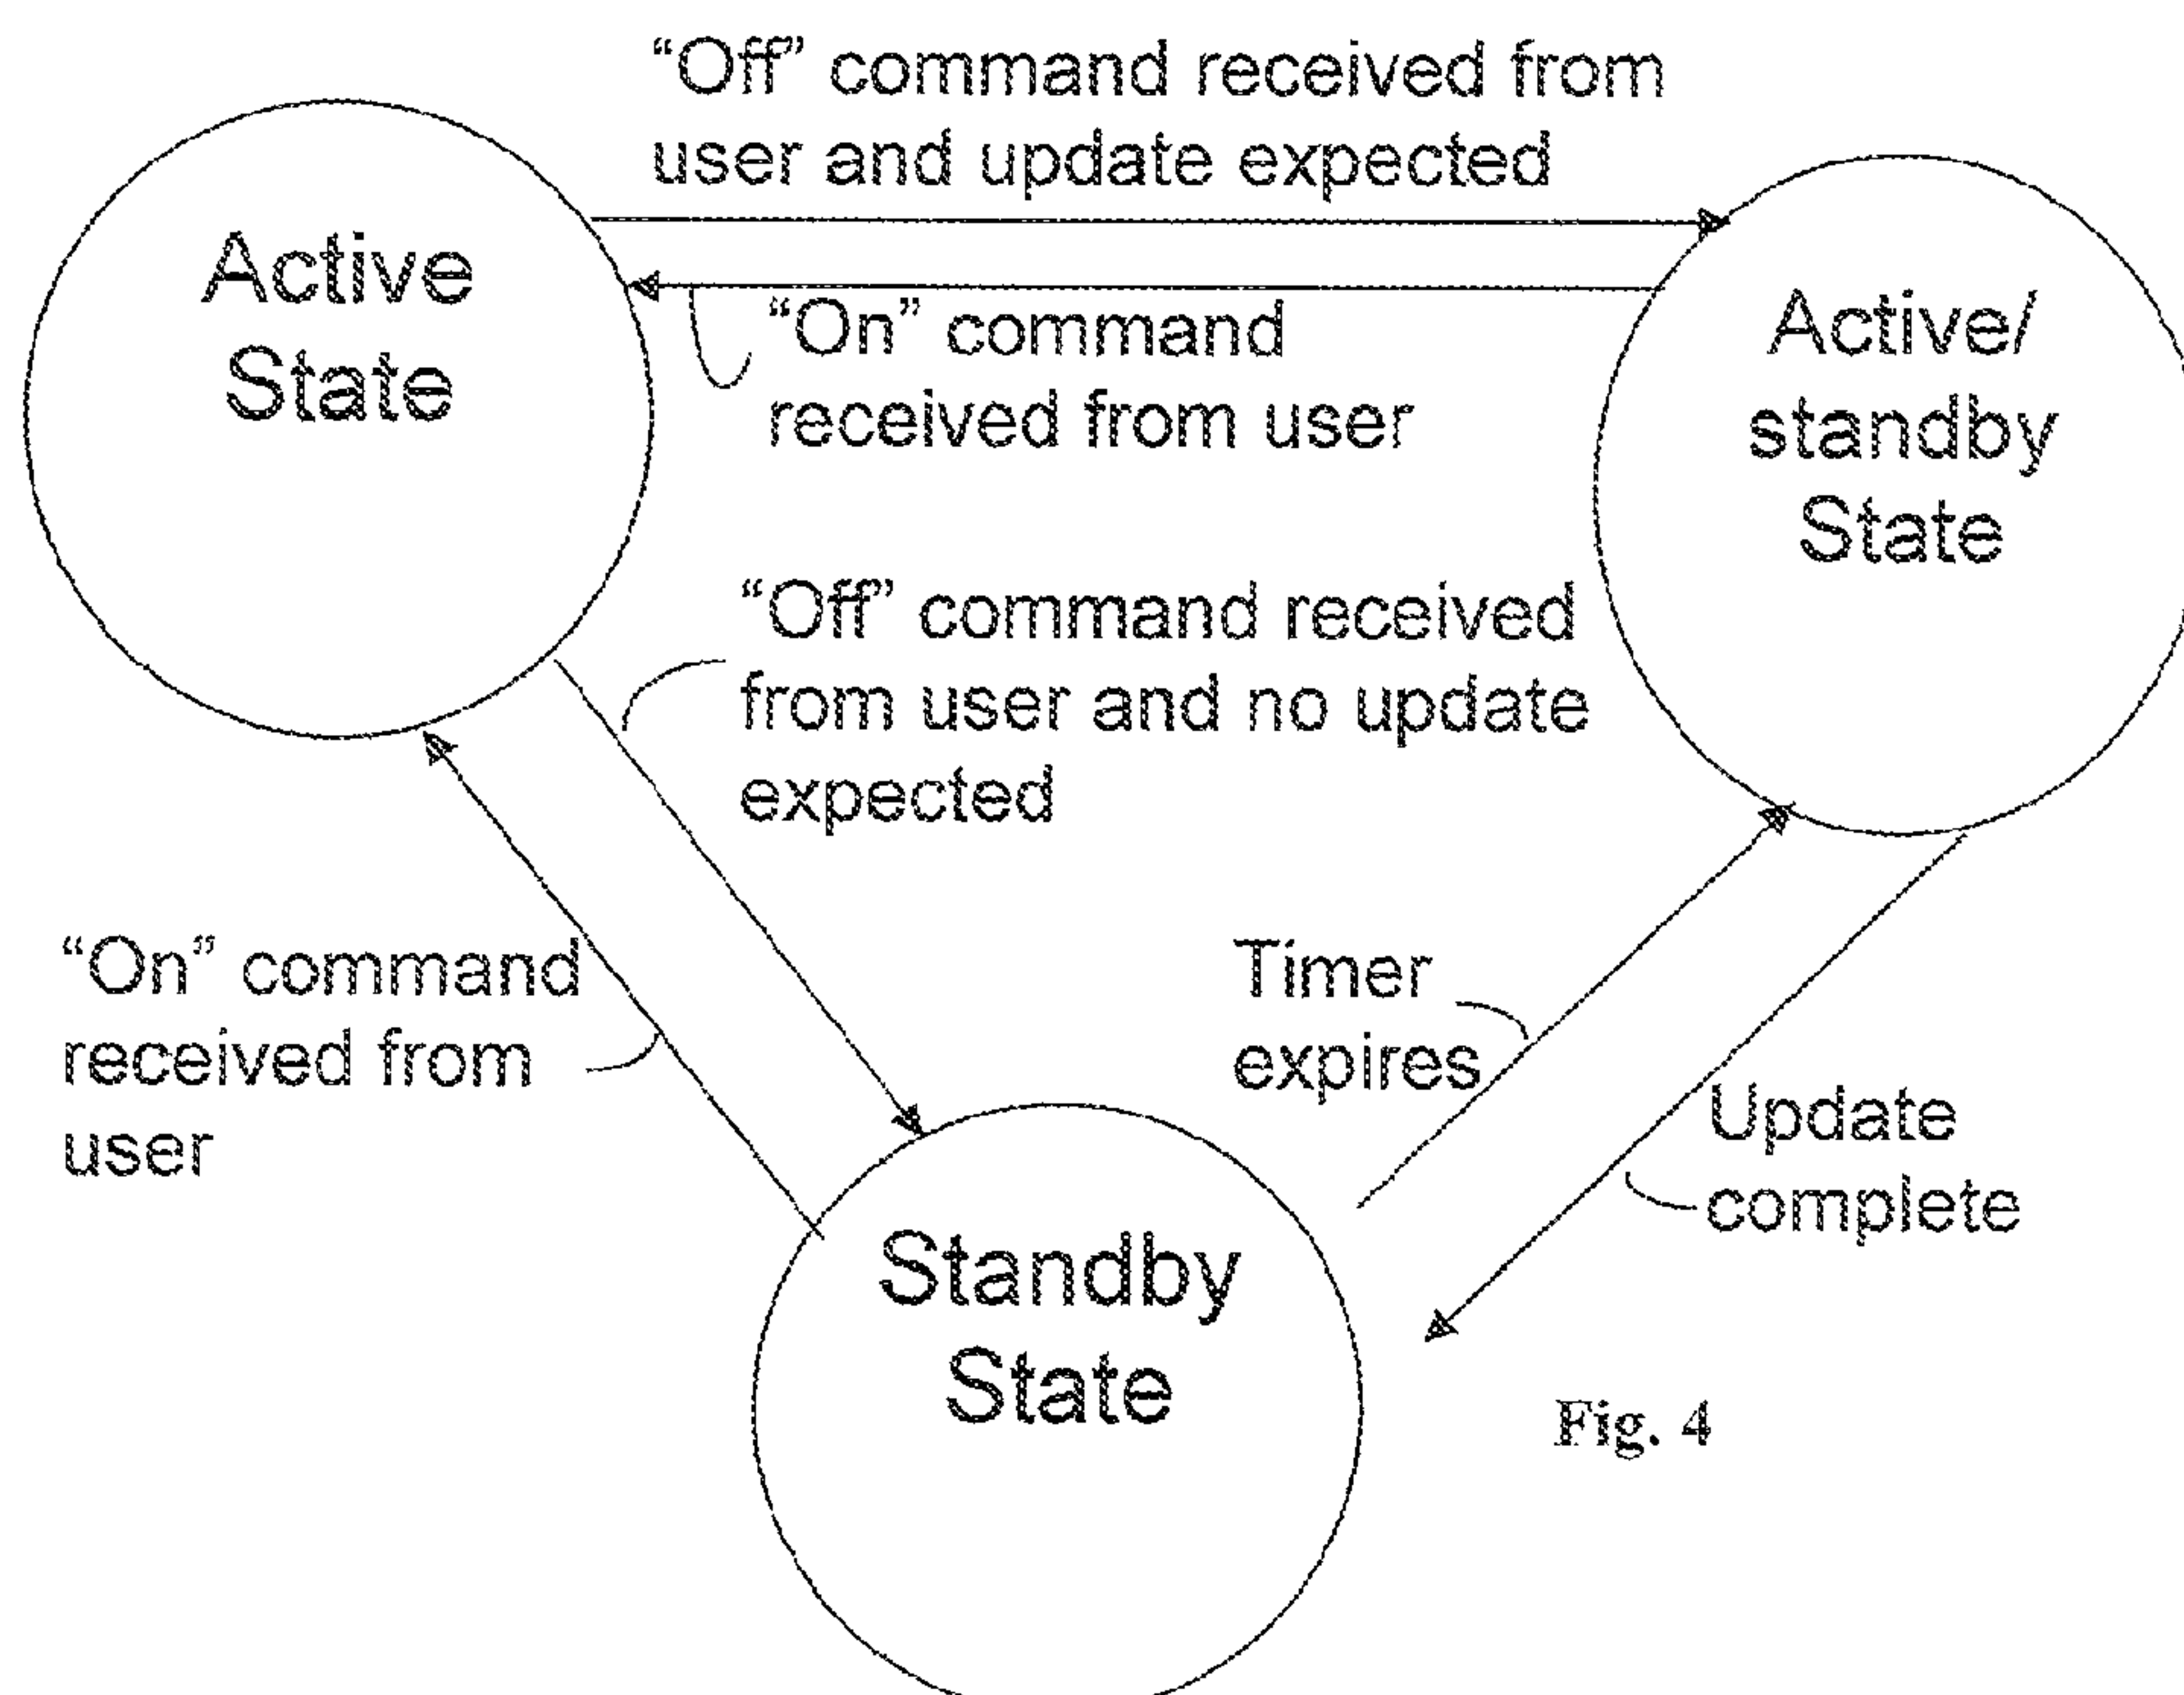 “Off” command received from
user and update expected
Active
State
“On” command
received from user
Active/
standby
State
“Off” command received
from user and no update
expected
“On” command
received from
user
Timer
expires
Update
complete
Standby
State
Fig. 4